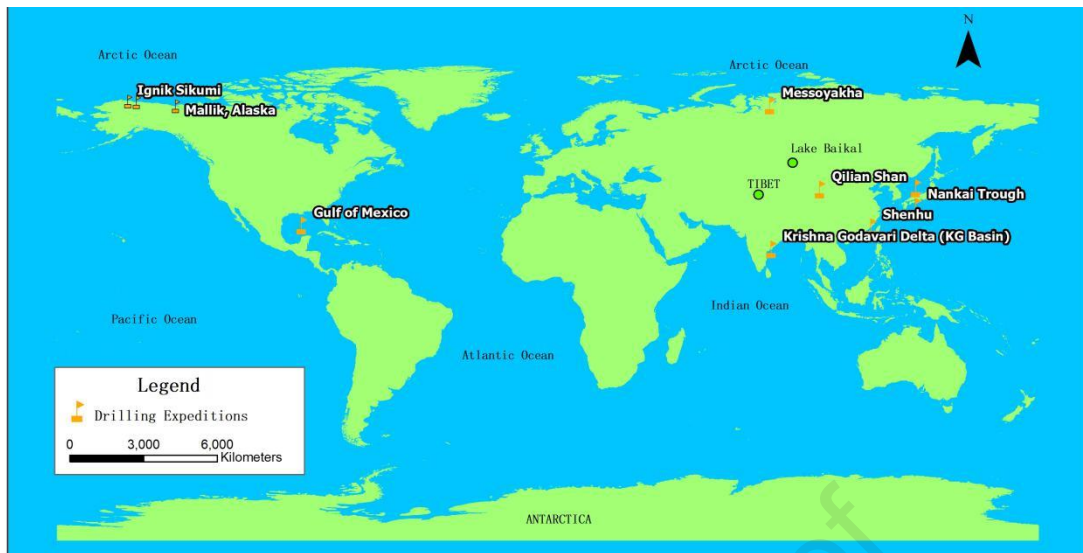 N
Arctic Ocean
Arctic Ocean
Ignik Sikumi
Messoyakha
Mallik, Alaska
Lake Baikal
Qilian Shan
TIBET
Nankai Trough
Gulf of Mexico
Shenhu
Krishna Godavari Delta (KG Basin)
Indian Ocean
Pacific Ocean
Atlantic Ocean
Legend
Drilling Expeditions
0 3,000 6,000
Kilometers
ANTARCTICA
of